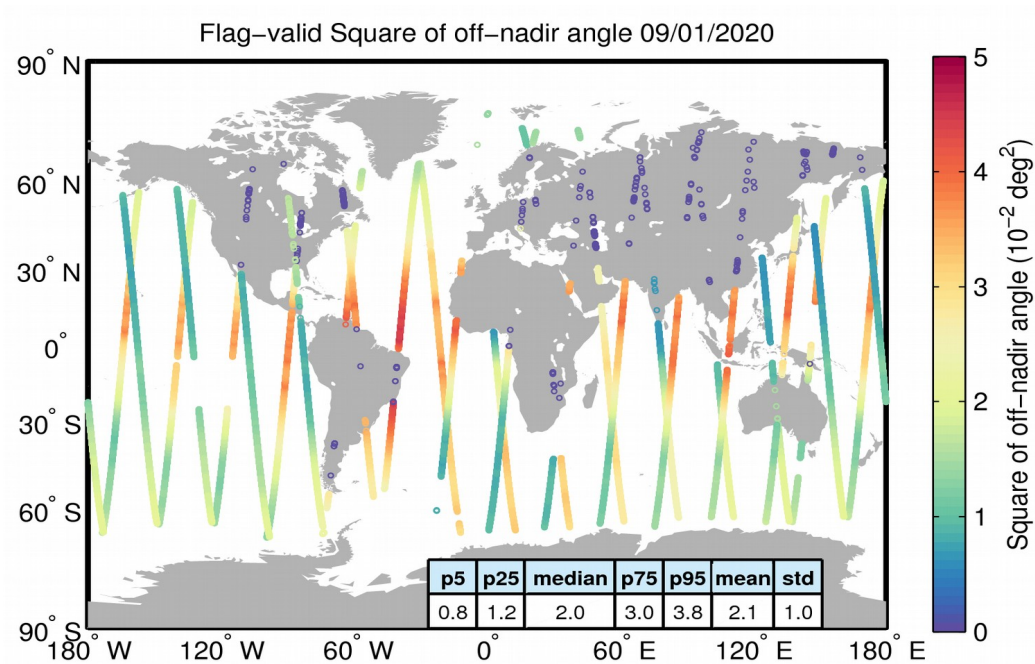 Flag−valid Square of off−nadir angle 09/01/2020
90° N
60° N
30° N
0°
30° S
60° S
90° S
180° W
120° W
60° W
0°
60° E
120° E
180° E
5
4
3
2
1
0
Square of off−nadir angle (10⁻² deg²)
p5 p25 median p75 p95 mean std
0.8 1.2 2.0 3.0 3.8 2.1 1.0